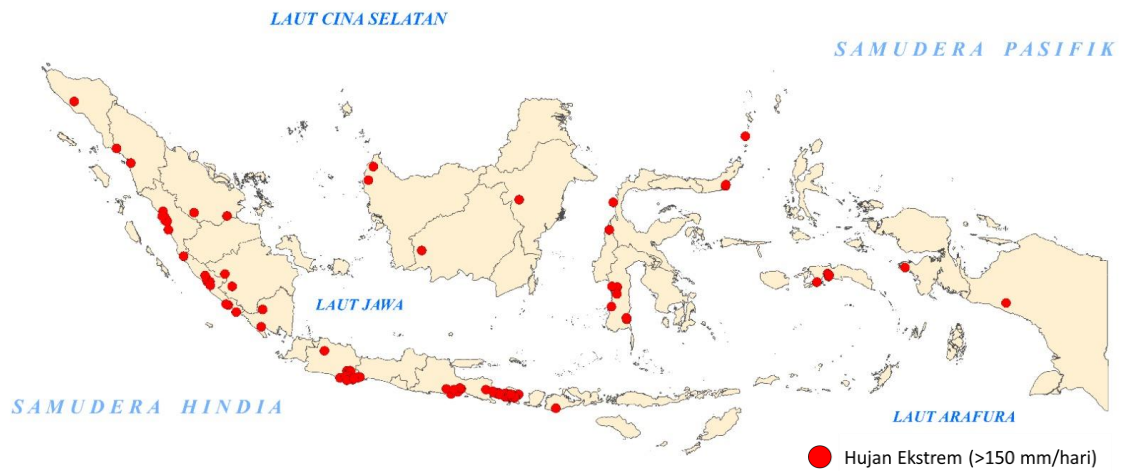 LAUT CINA SELATAN
SAMUDERA PASIFIK
LAUT JAWA
SAMUDERA HINDIA
LAUT ARAFURA
Hujan Ekstrem (>150 mm/hari)